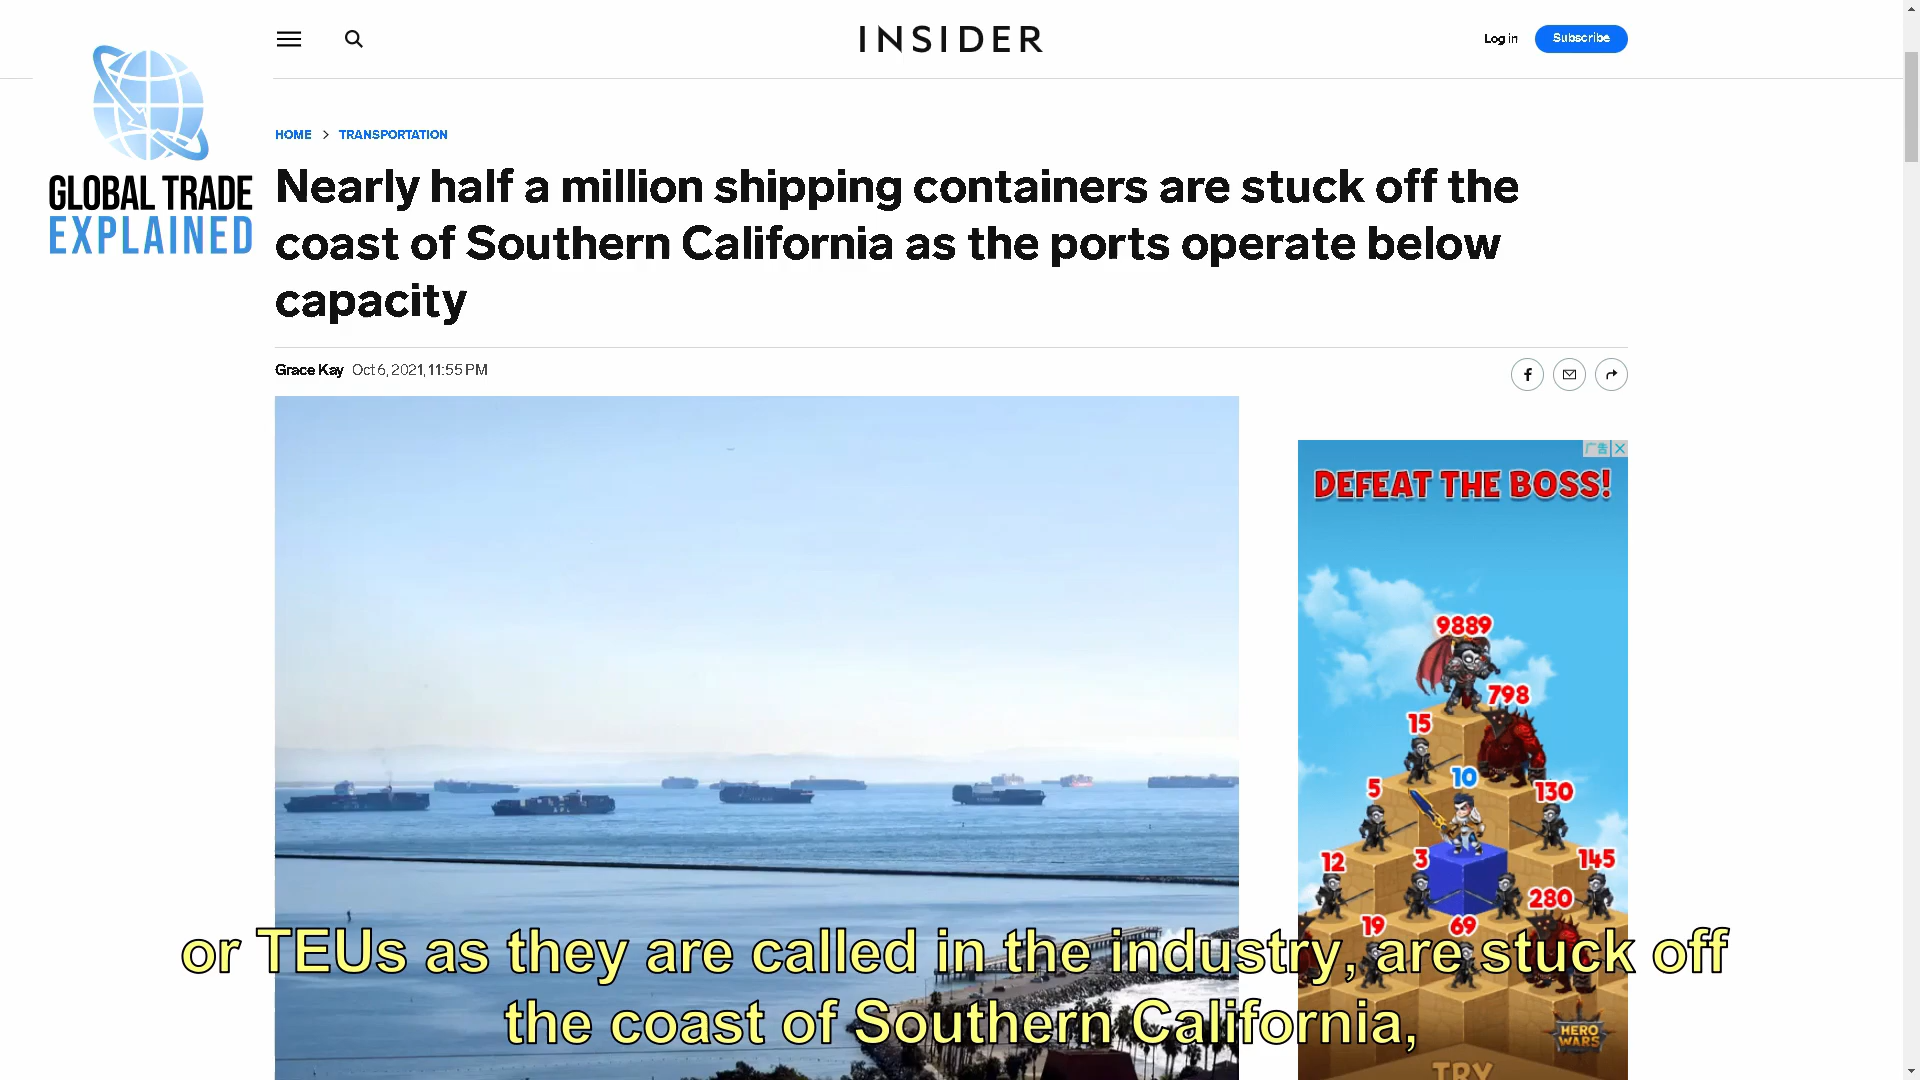 INSIDER
Log in
Subscribe
GLOBAL TRADE
EXPLAINED
HOME > TRANSPORTATION
Nearly half a million shipping containers are stuck off the
coast of Southern California as the ports operate below
capacity
Grace Kay Oct 6, 2021, 11:55 PM
广告
DEFEAT THE BOSS!
9889
798
15
10
5
130
12
3
145
280
19
69
or TEUs as they are called in the industry, are stuck off
the coast of Southern California,
HERO
WARS
TRY